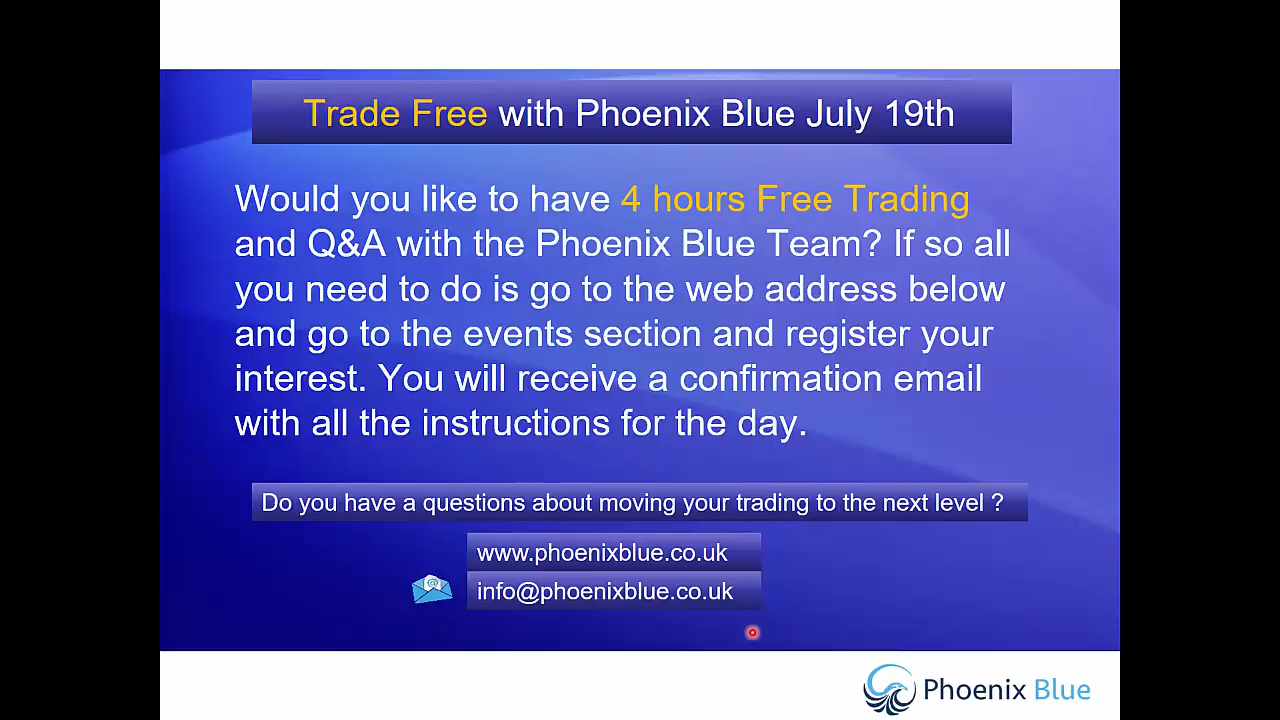 Trade Free with Phoenix Blue July 19th
Would you like to have 4 hours Free Trading
and Q&A with the Phoenix Blue Team? If so all
you need to do is go to the web address below
and go to the events section and register your
interest. You will receive a confirmation email
with all the instructions for the day.
Do you have a questions about moving your trading to the next level ?
www.phoenixblue.co.uk
@
info@phoenixblue.co.uk
Phoenix Blue